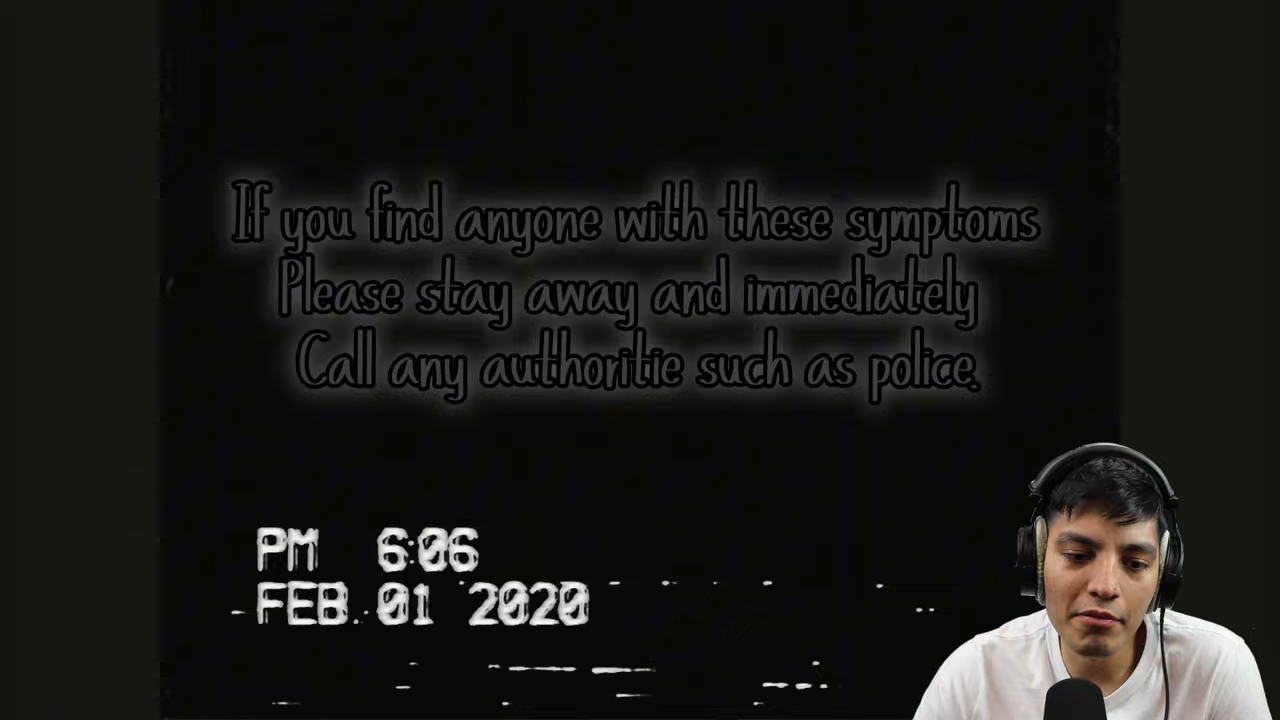 If you find anyone with these symptoms
Please stay away and immediately
Call any authoritie such as police.
PM 6:06
FEB. 01 2020